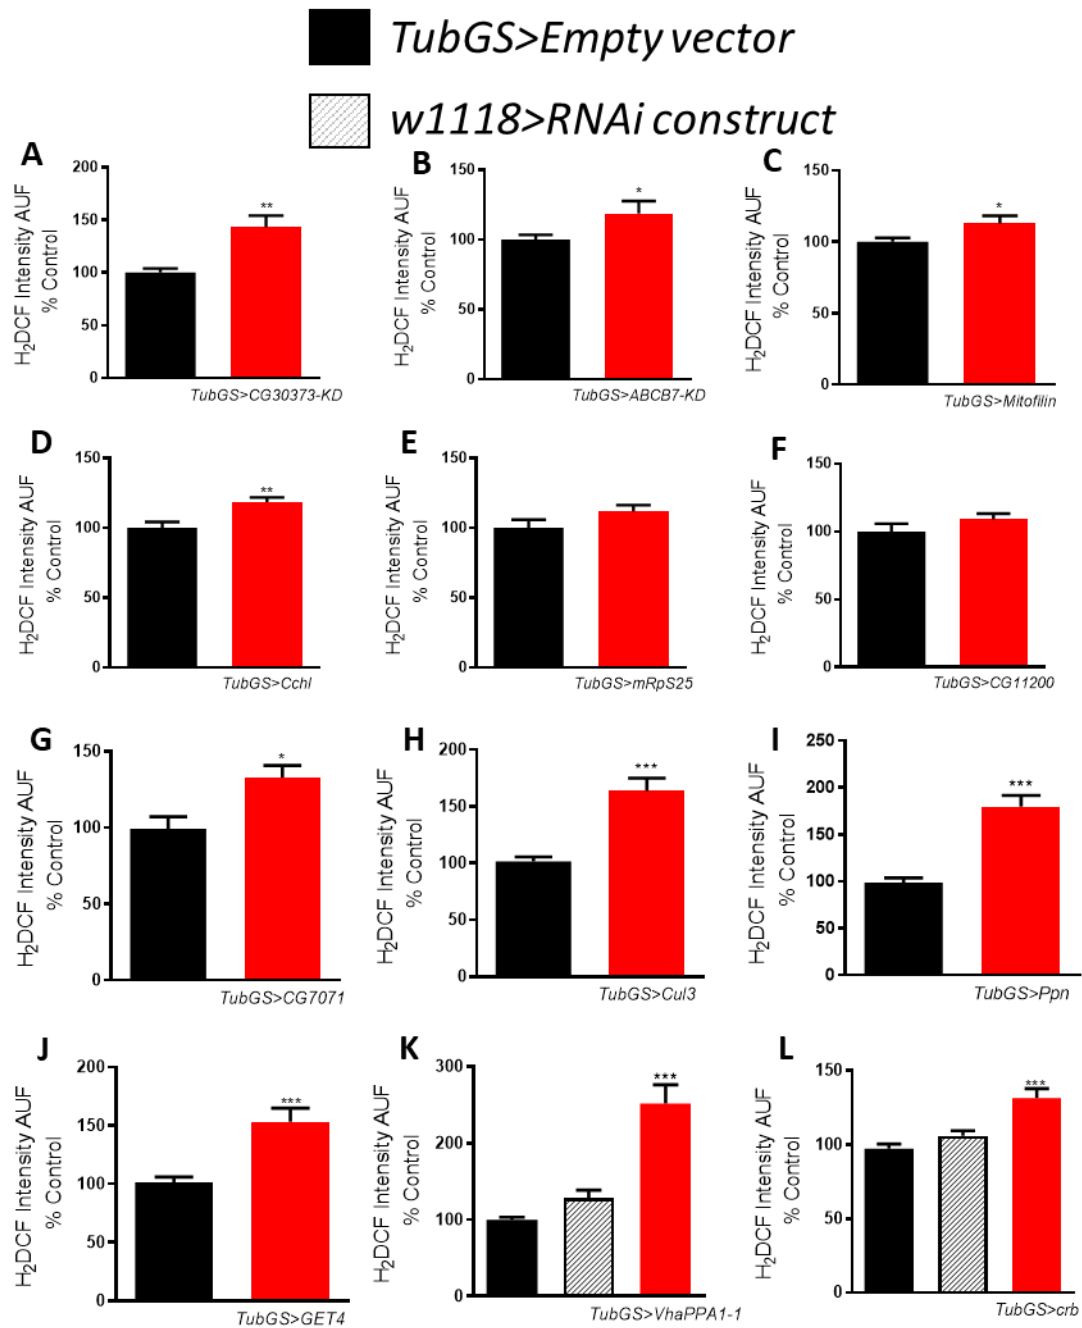 TubGS>Empty vector
w1118>RNAi construct
A
H₂DCF Intensity AUF
% Control
200
150
100
50
0
**
TubGS>CG30373-KD
B
H₂DCF Intensity AUF
% Control
150
100
50
0
*
TubGS>ABCB7-KD
C
H₂DCF Intensity AUF
% Control
150
100
50
0
*
TubGS>Mitofilin
D
H₂DCF Intensity AUF
% Control
150
100
50
0
**
TubGS>Cchl
E
H₂DCF Intensity AUF
% Control
150
100
50
0
TubGS>mRpS25
F
H₂DCF Intensity AUF
% Control
150
100
50
0
TubGS>CG11200
G
H₂DCF Intensity AUF
% Control
150
100
50
0
*
TubGS>CG7071
H
H₂DCF Intensity AUF
% Control
200
150
100
50
0
***
TubGS>Cul3
I
H₂DCF Intensity AUF
% Control
250
200
150
100
50
0
***
TubGS>Ppn
J
H₂DCF Intensity AUF
% Control
200
150
100
50
0
***
TubGS>GET4
K
H₂DCF Intensity AUF
% Control
300
200
100
0
***
TubGS>VhaPPA1-1
L
H₂DCF Intensity AUF
% Control
150
100
50
0
***
TubGS>crb